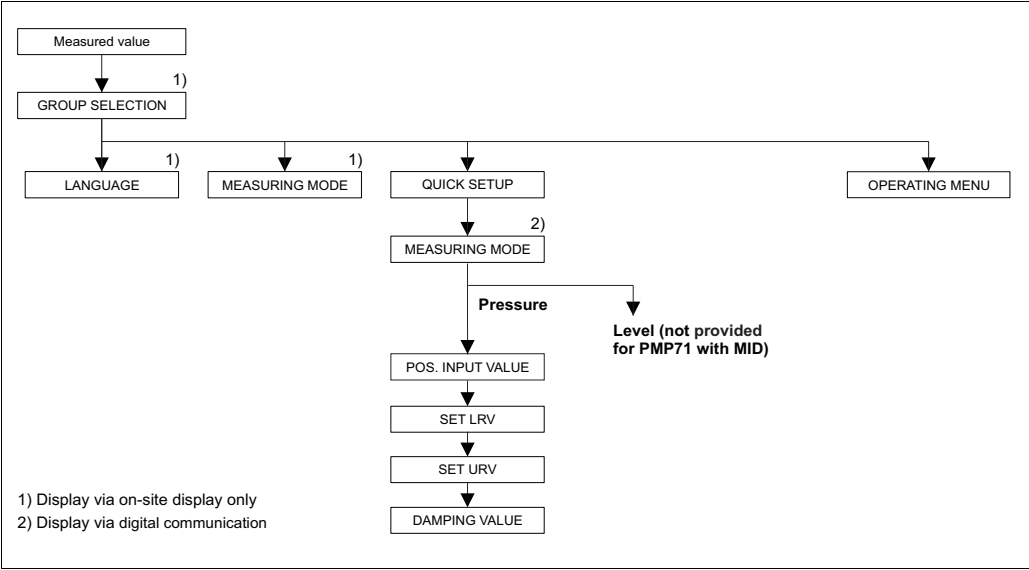 Measured value
1)
GROUP SELECTION
1)
1)
LANGUAGE
MEASURING MODE
QUICK SETUP
OPERATING MENU
2)
MEASURING MODE
Pressure
Level (not provided
for PMP71 with MID)
POS. INPUT VALUE
SET LRV
SET URV
1) Display via on-site display only
2) Display via digital communication
DAMPING VALUE